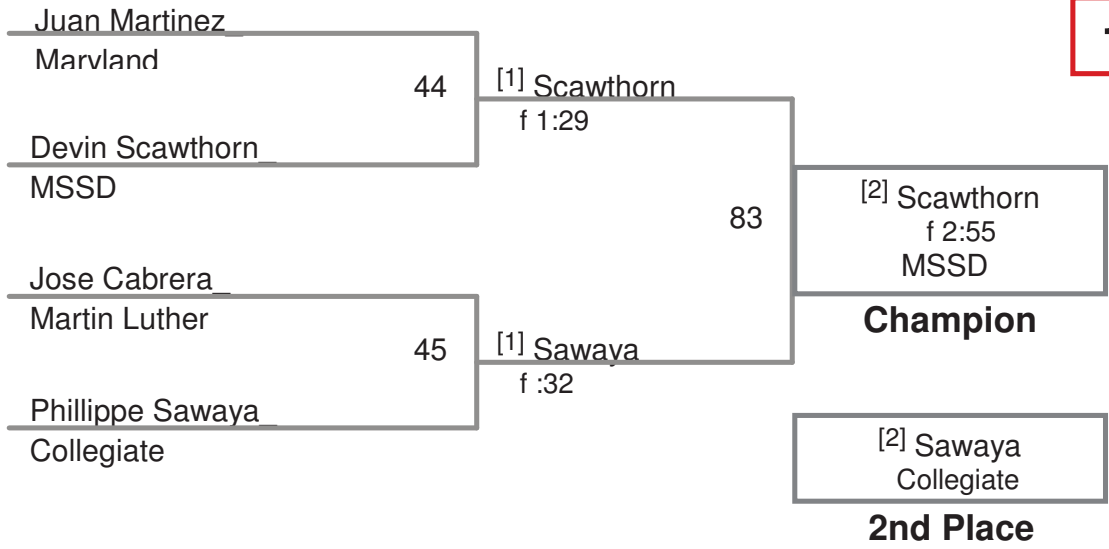 Juan Martinez_
Maryland
44
[1] Scawthorn
f 1:29
Devin Scawthorn_
MSSD
83
[2] Scawthorn
f 2:55
MSSD
Champion
Jose Cabrera_
Martin Luther
45
[1] Sawaya
f :32
Phillippe Sawaya_
Collegiate
[2] Sawaya
Collegiate
2nd Place